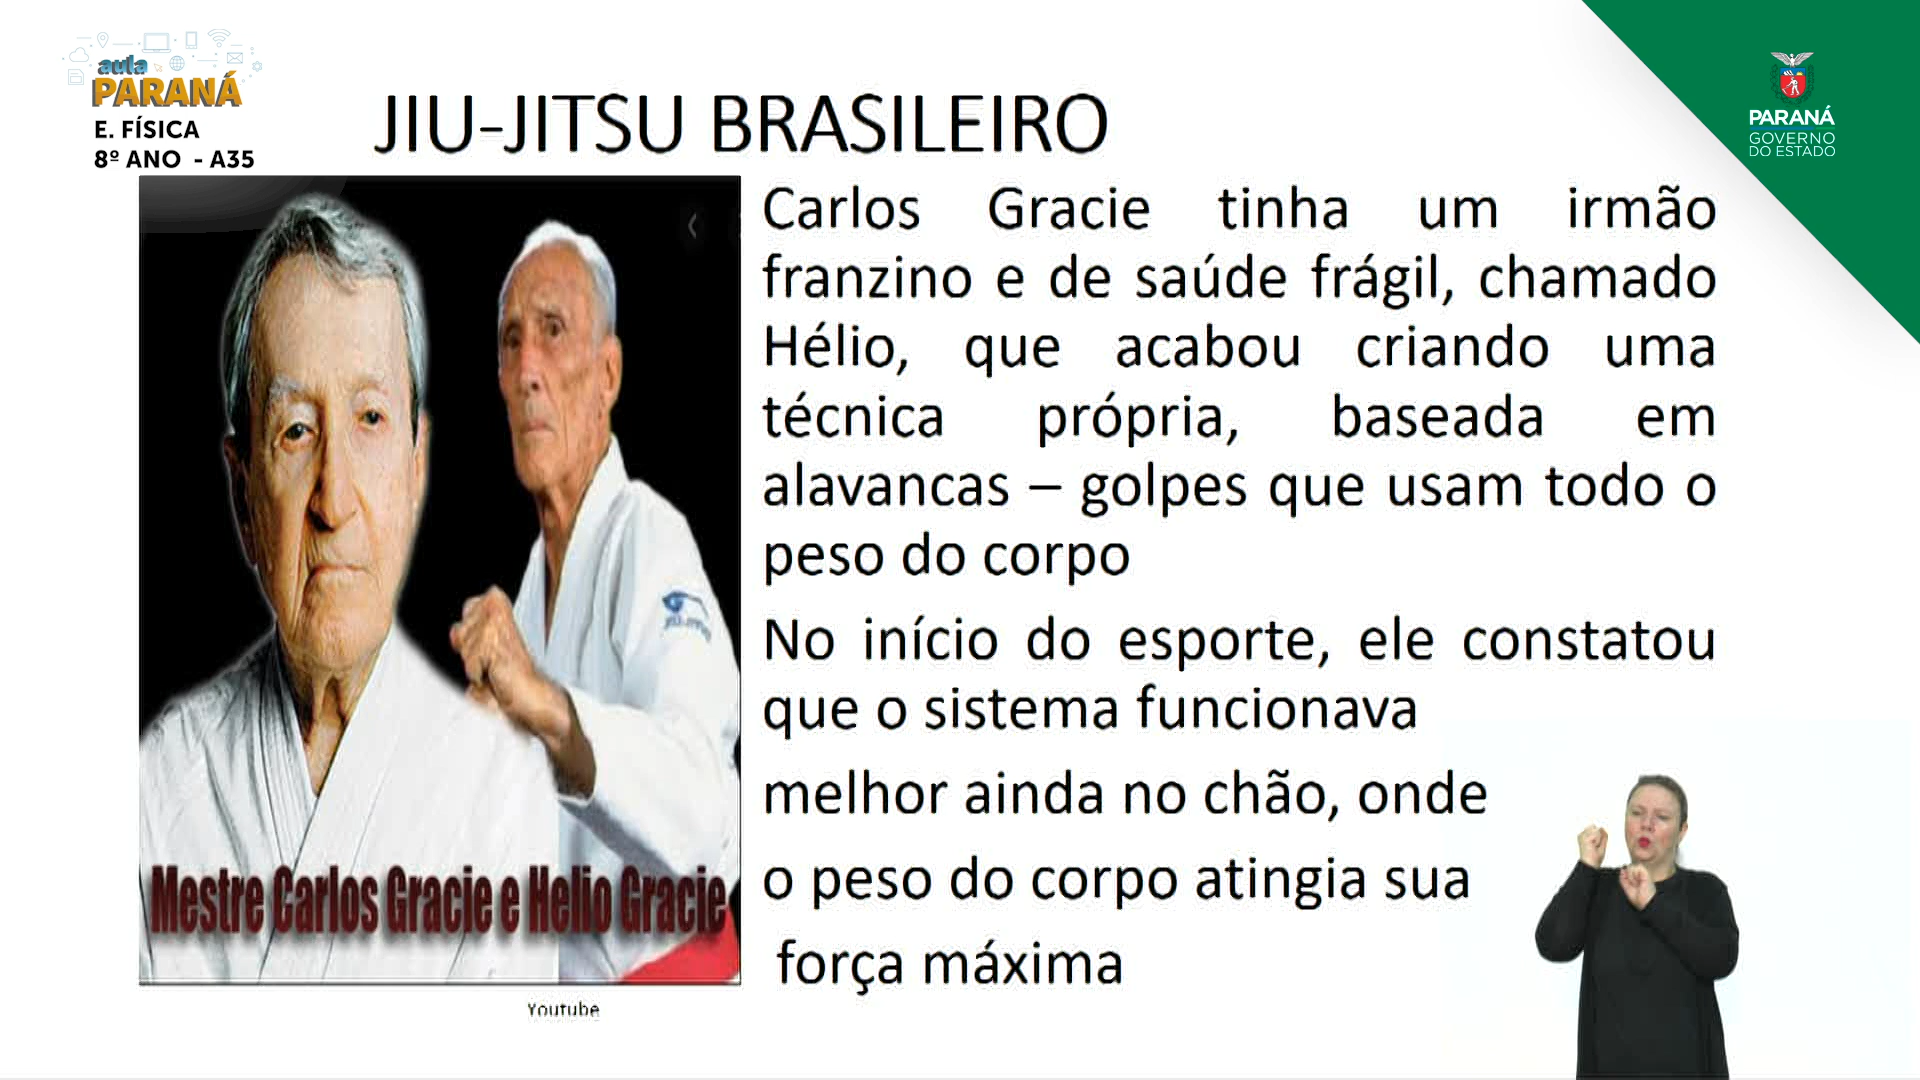 aula
PARANÁ
E. FÍSICA
8º ANO - A35
PARANÁ
GOVERNO
DO ESTADO
JIU-JITSU BRASILEIRO
Carlos Gracie tinha um irmão
franzino e de saúde frágil, chamado
Hélio, que acabou criando uma
técnica própria, baseada em
alavancas – golpes que usam todo o
peso do corpo
No início do esporte, ele constatou
que o sistema funcionava
melhor ainda no chão, onde
o peso do corpo atingia sua
força máxima
JIU-JITSU
Mestre Carlos Gracie e Helio Gracie
Youtube